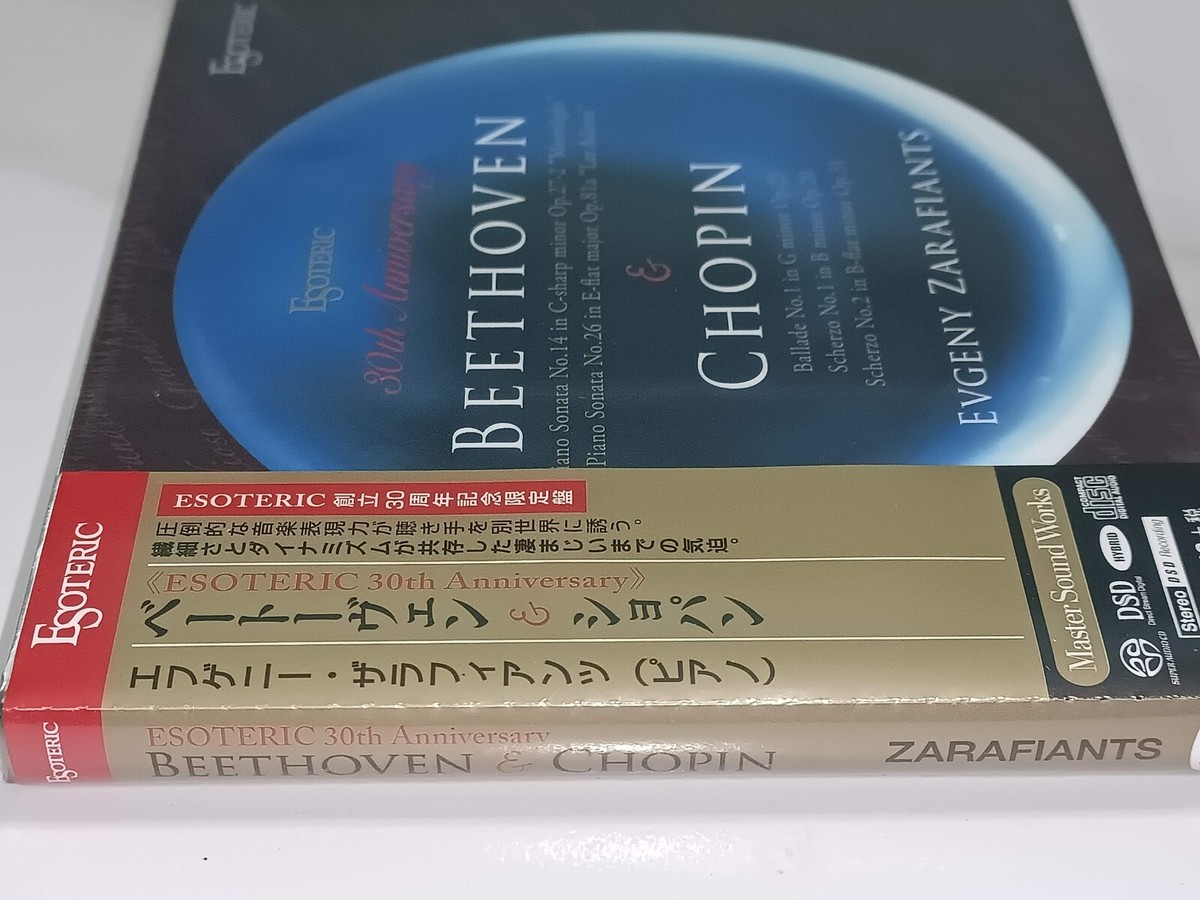 ESOTERIC
ESOTERIC
30th Anniversary
BEETHOVEN
Piano Sonata No.14 in C-sharp minor Op.27-2 "Moonlight"
Piano Sonata No.26 in E-flat major Op.81a "Les Adieux"
&
CHOPIN
Ballade No.1 in G minor Op.23
Scherzo No.1 in B minor Op.20
Scherzo No.2 in B-flat minor Op.31
EVGENY ZARAFIANTS
ESOTERIC
ESOTERIC 創立30周年記念限定盤
圧倒的な音楽表現力が聴き手を別世界に誘う。
繊細さとダイナミズムが共存した凄まじいまでの気迫。
《ESOTERIC 30th Anniversary》
ベートーヴェン & ショパン
エフゲニー・ザラフィアンツ (ピアノ)
Master Sound Works
COMPACT disc DIGITAL AUDIO
HYBRID
DSD
Direct Stream Digital
SUPER AUDIO CD
Stereo DSD Recording
ESOTERIC
ESOTERIC 30th Anniversary
BEETHOVEN & CHOPIN
ZARAFIANTS